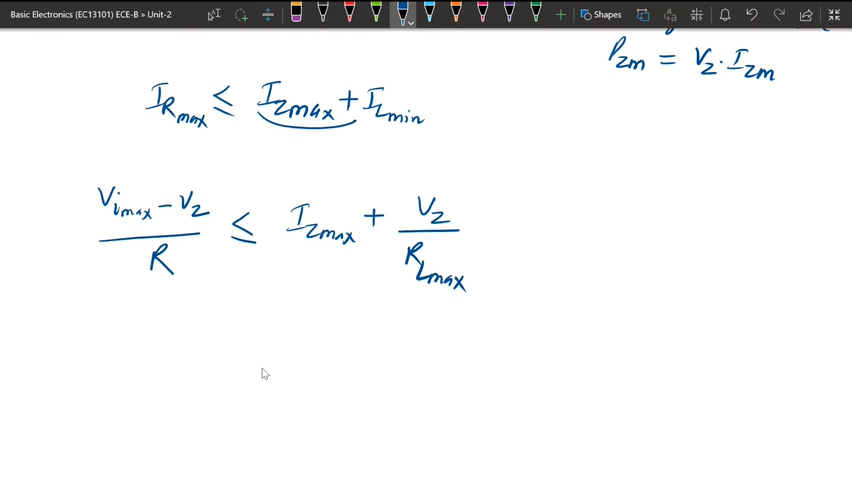 Basic Electronics (EC13101) ECE-B » Unit-2
Shapes
P_zm = V_z . I_zm
I_Rmax ≤ I_zmax + I_Lmin
(V_imax - V_z) / R ≤ I_zmax + V_z / R_Lmax